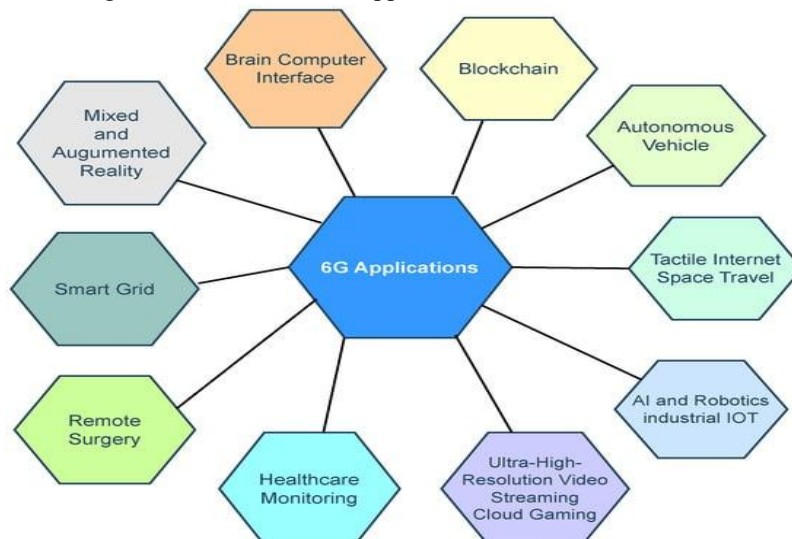 Brain Computer
Interface
Blockchain
Mixed
and
Augumented
Reality
Autonomous
Vehicle
6G Applications
Tactile Internet
Space Travel
Smart Grid
AI and Robotics
industrial IOT
Remote
Surgery
Healthcare
Monitoring
Ultra-High-
Resolution Video
Streaming
Cloud Gaming